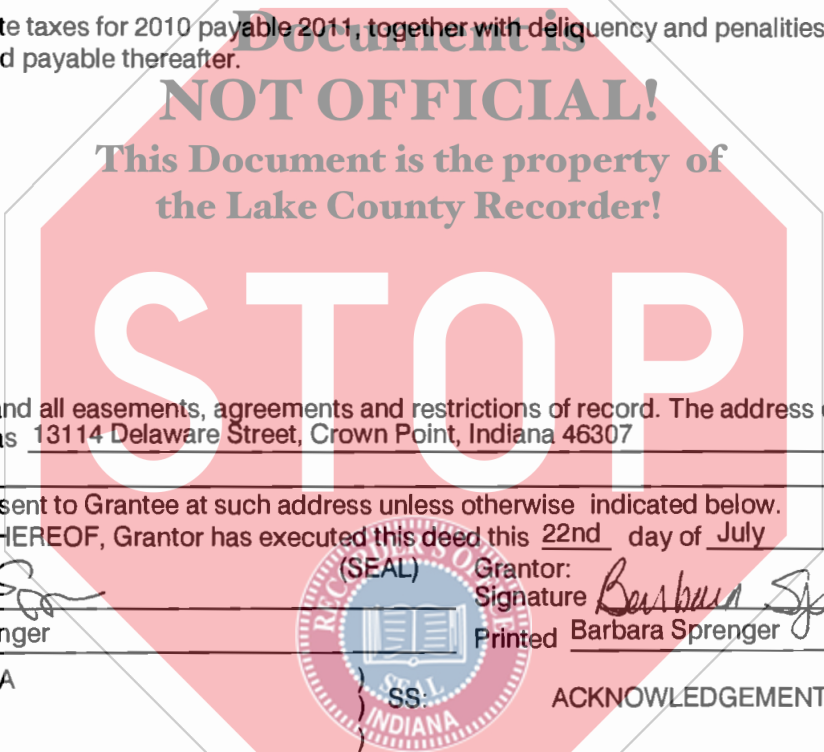 te taxes for 2010 payable 2011, together with deliquency and penalities
d payable thereafter.
Document is
NOT OFFICIAL!
This Document is the property of
the Lake County Recorder!
STOP
nd all easements, agreements and restrictions of record. The address
s 13114 Delaware Street, Crown Point, Indiana 46307
sent to Grantee at such address unless otherwise indicated below.
HEREOF, Grantor has executed this deed this 22nd day of July
(SEAL) Grantor:
Signature Barbara
nger Printed Barbara Sprenger
A ) SS: ACKNOWLEDGEMENT
)
RECORDER'S OFFICE
SEAL
INDIANA